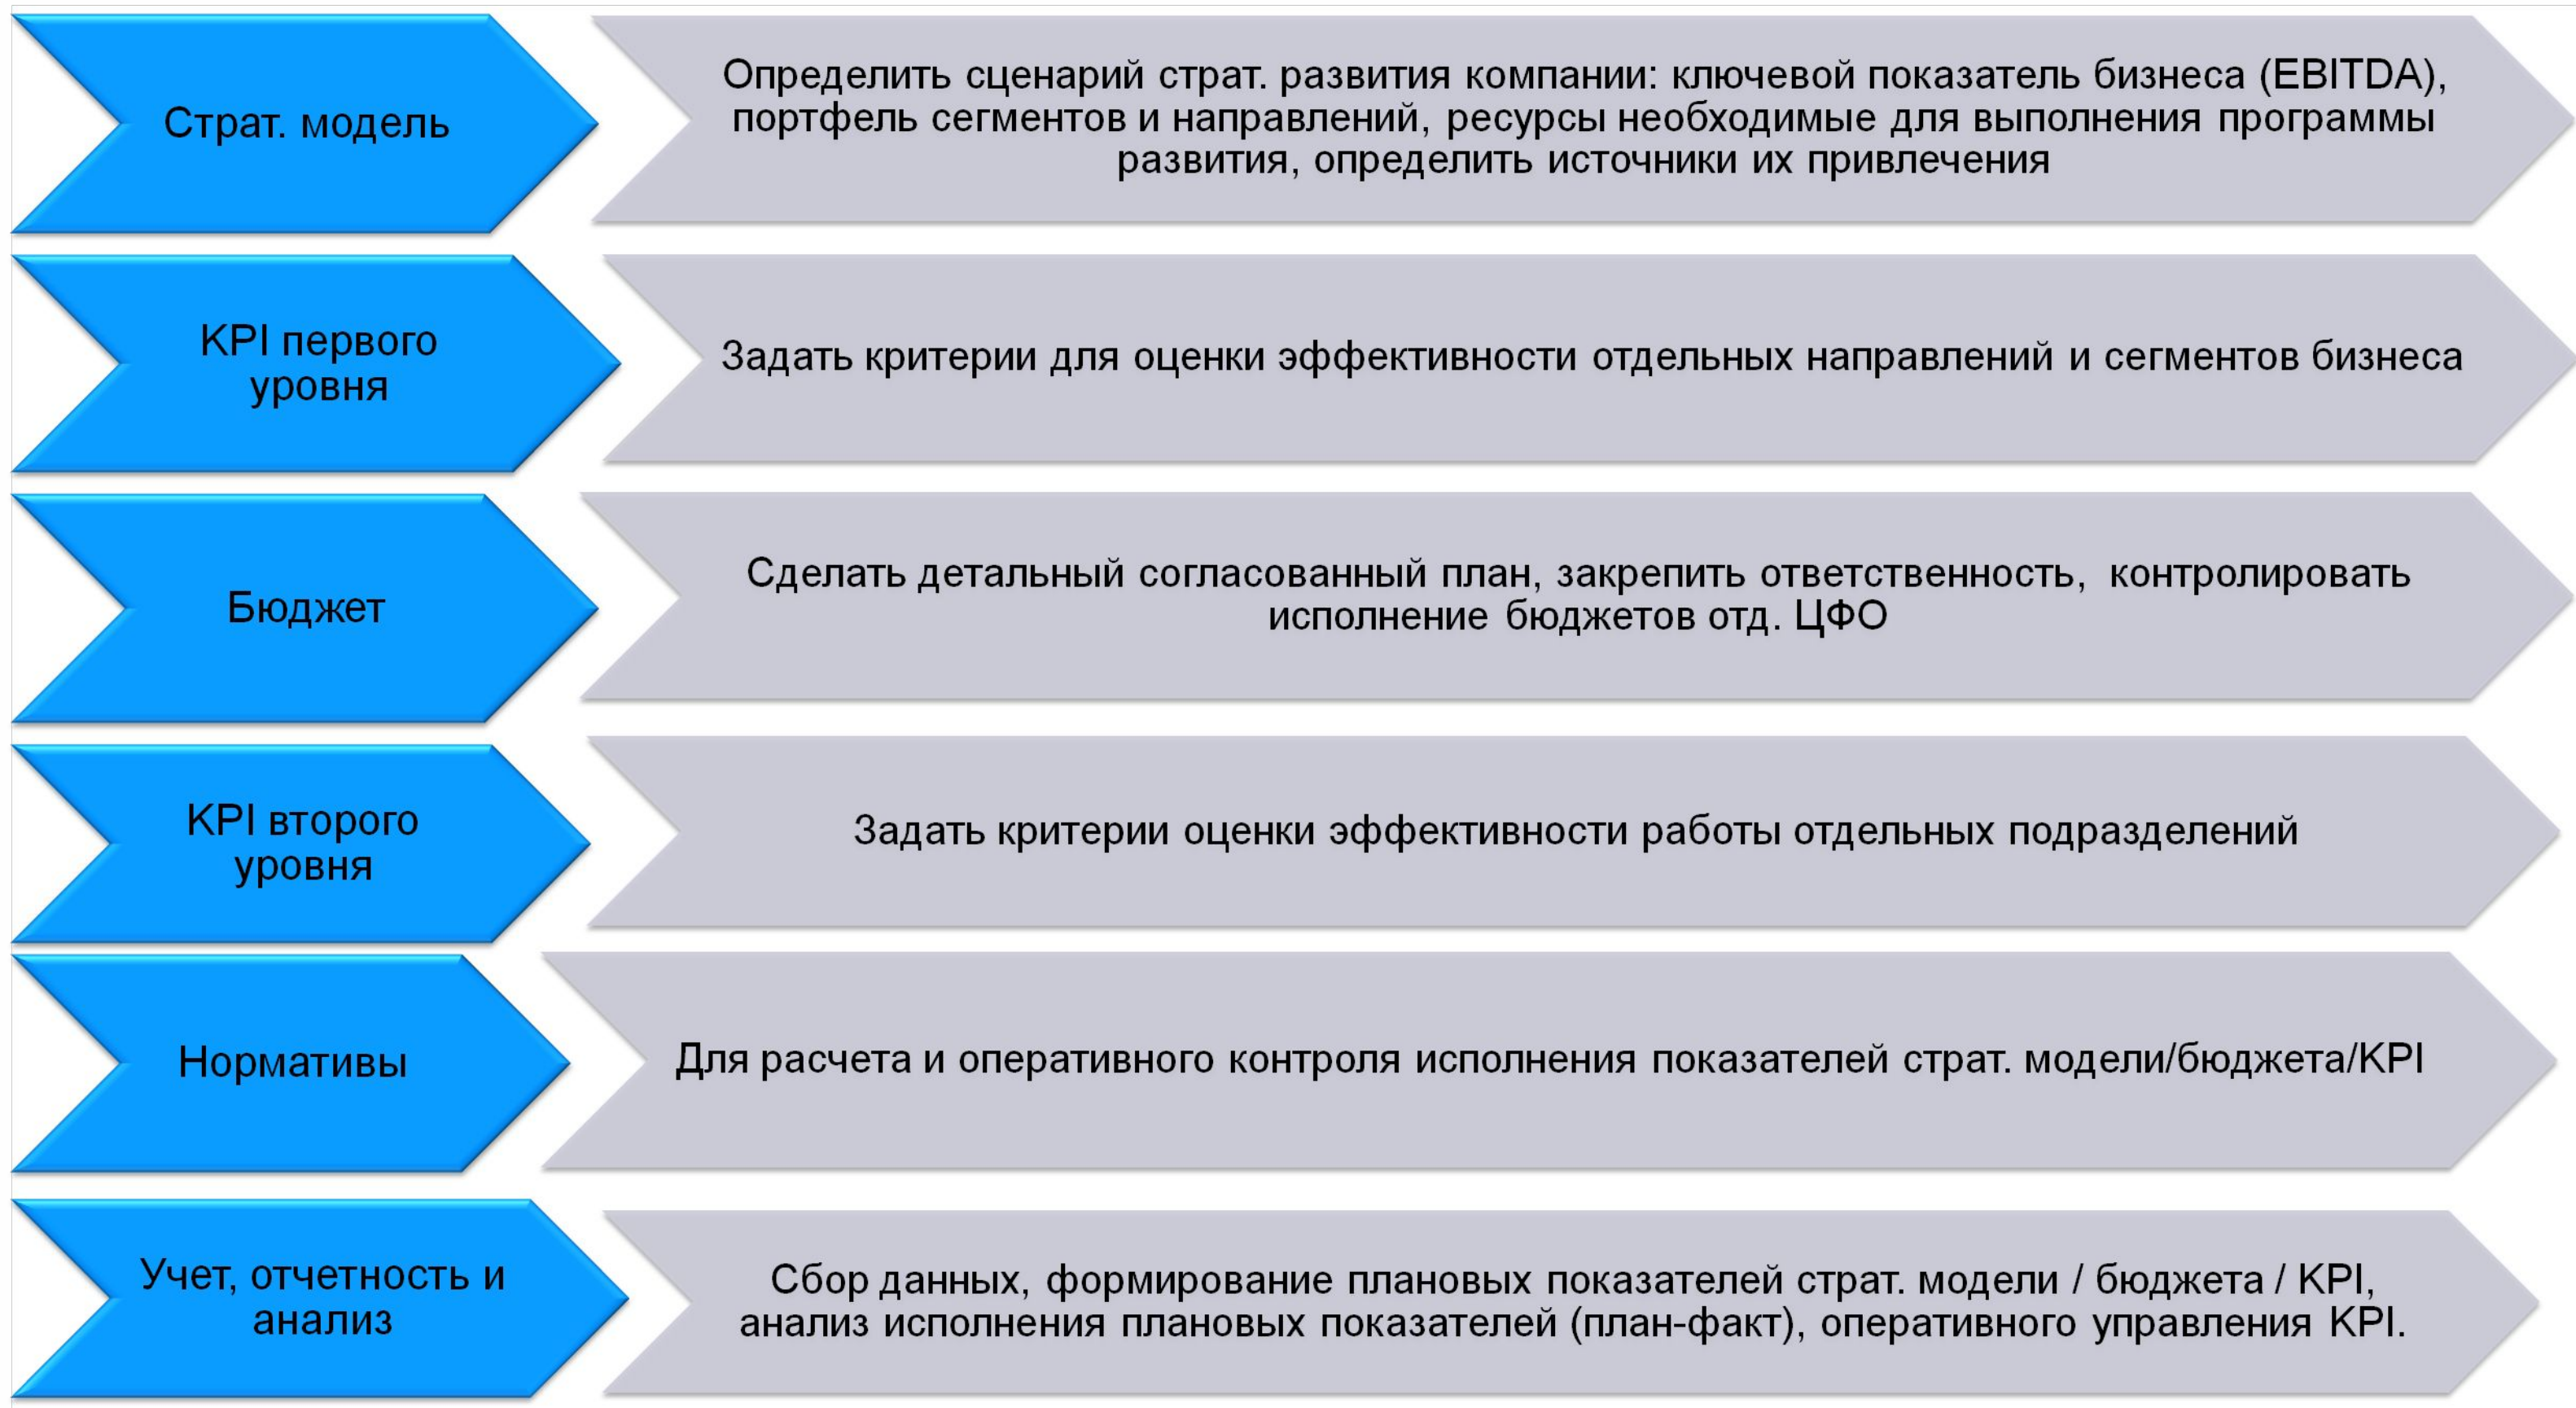 Страт. модель
Определить сценарий страт. развития компании: ключевой показатель бизнеса (EBITDA),
портфель сегментов и направлений, ресурсы необходимые для выполнения программы
развития, определить источники их привлечения
KPI первого
уровня
Задать критерии для оценки эффективности отдельных направлений и сегментов бизнеса
Бюджет
Сделать детальный согласованный план, закрепить ответственность, контролировать
исполнение бюджетов отд. ЦФО
KPI второго
уровня
Задать критерии оценки эффективности работы отдельных подразделений
Нормативы
Для расчета и оперативного контроля исполнения показателей страт. модели/бюджета/KPI
Учет, отчетность и
анализ
Сбор данных, формирование плановых показателей страт. модели / бюджета / KPI,
анализ исполнения плановых показателей (план-факт), оперативного управления KPI.